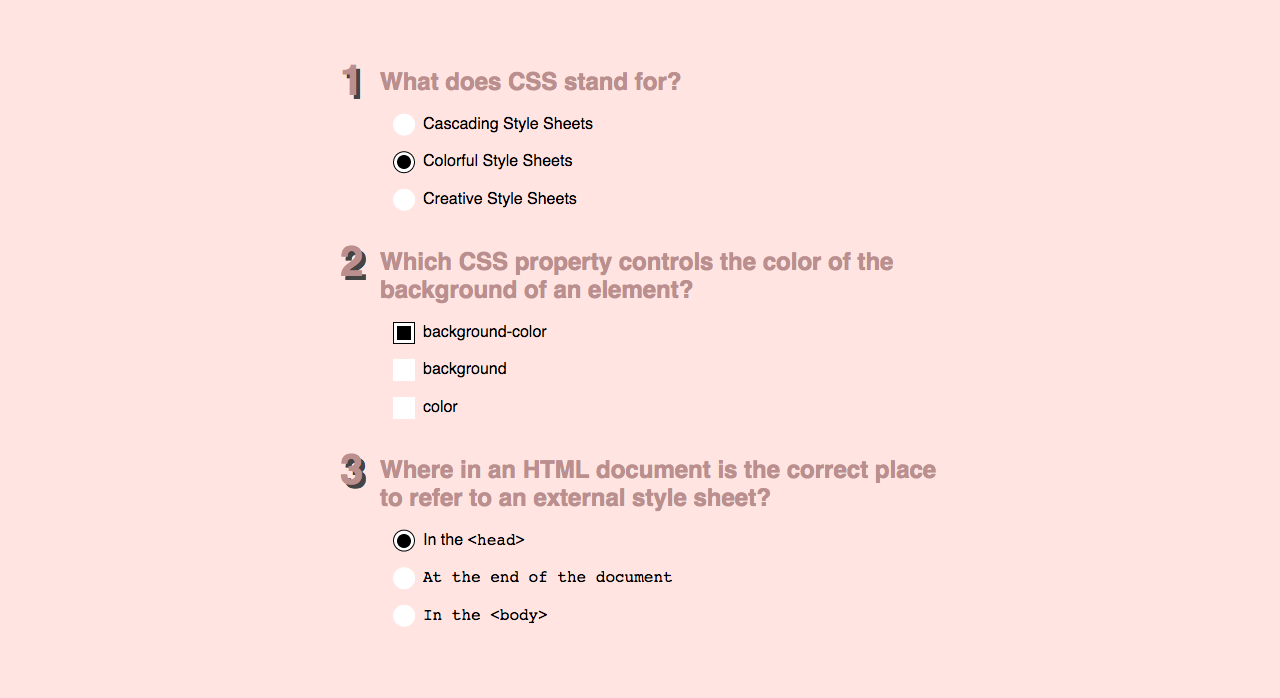 1 What does CSS stand for?
Cascading Style Sheets
Colorful Style Sheets
Creative Style Sheets
2 Which CSS property controls the color of the
background of an element?
background-color
background
color
3 Where in an HTML document is the correct place
to refer to an external style sheet?
In the <head>
At the end of the document
In the <body>